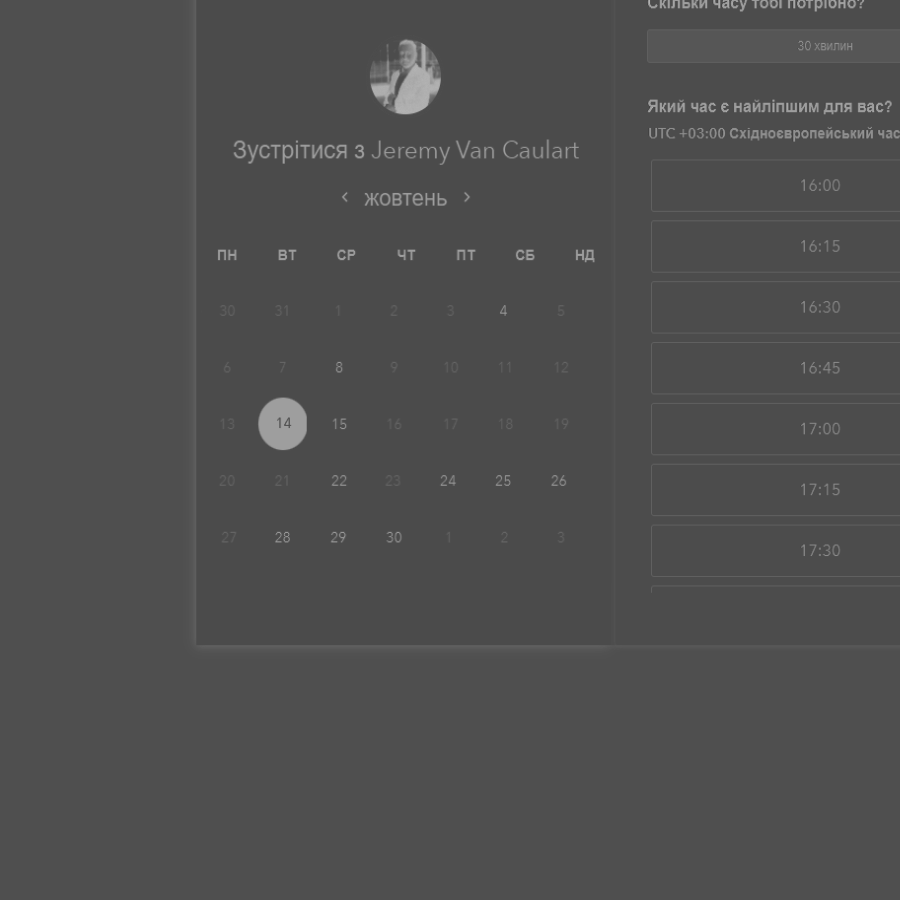 Скільки часу тобі потрібно?
30 хвилин
Зустрітися з Jeremy Van Caulart
жовтень
ПН ВТ СР ЧТ ПТ СБ НД
30 31 1 2 3 4 5
6 7 8 9 10 11 12
13 14 15 16 17 18 19
20 21 22 23 24 25 26
27 28 29 30 1 2 3
Який час є найліпшим для вас?
UTC +03:00 Східноєвропейський час
16:00
16:15
16:30
16:45
17:00
17:15
17:30